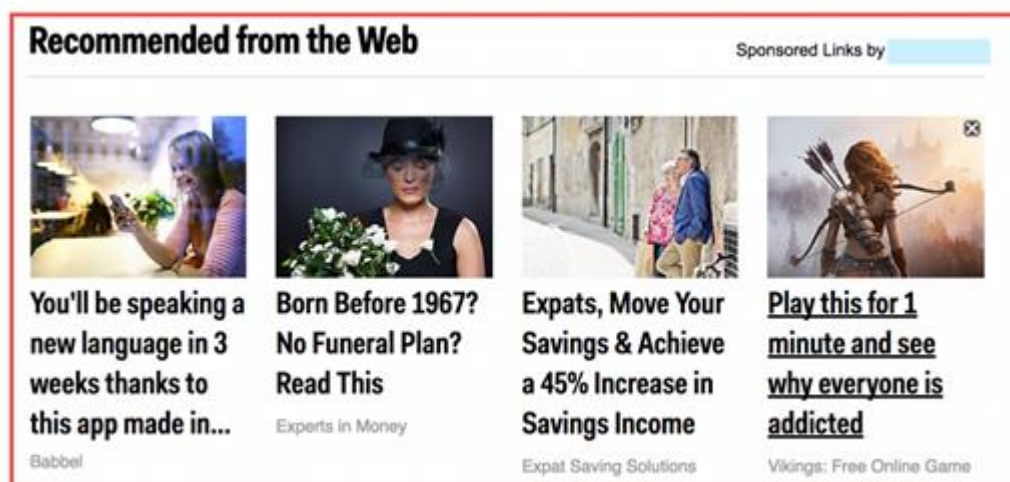 Recommended from the Web
Sponsored Links by
You'll be speaking a
new language in 3
weeks thanks to
this app made in...
Babbel
Born Before 1967?
No Funeral Plan?
Read This
Experts in Money
Expats, Move Your
Savings & Achieve
a 45% Increase in
Savings Income
Expat Saving Solutions
Play this for 1
minute and see
why everyone is
addicted
Vikings: Free Online Game